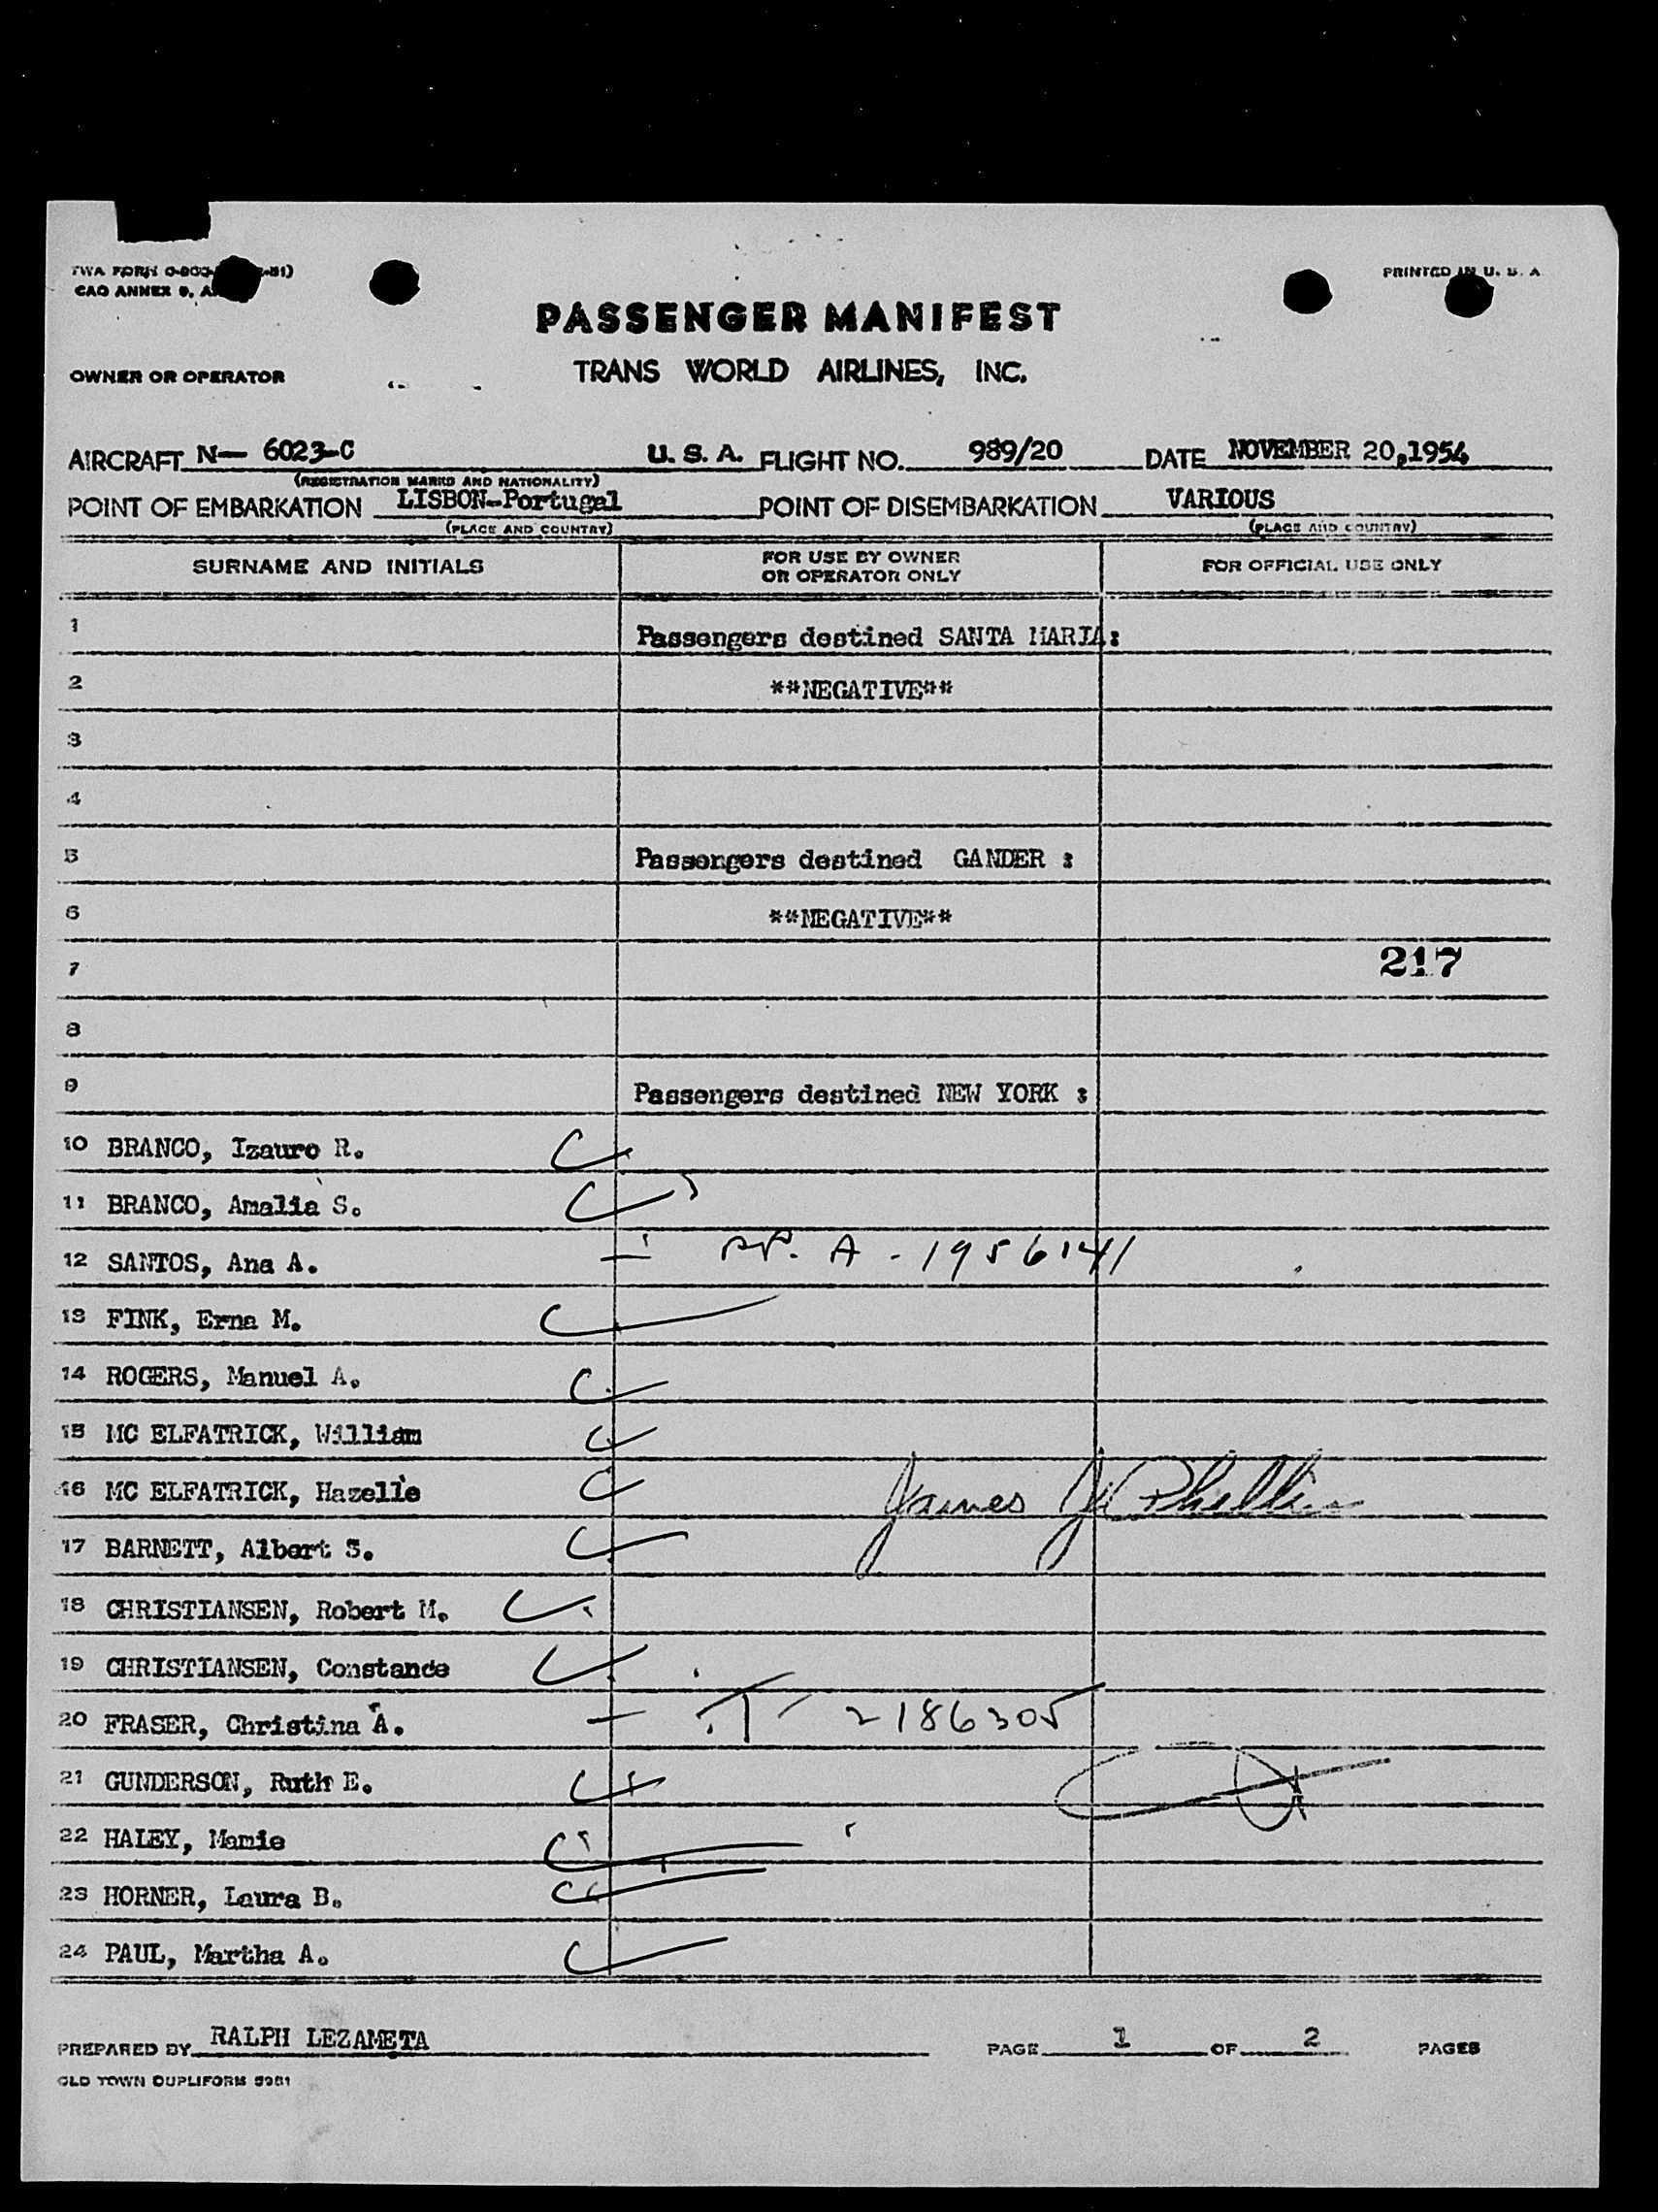 PRINTED IN U. S. A
CAO ANNEX 9,
PASSENGER MANIFEST
OWNER OR OPERATOR TRANS WORLD AIRLINES, INC.
AIRCRAFT N— 6023-C U. S. A. FLIGHT NO. 989/20 DATE NOVEMBER 20,1954
(REGISTRATION MARKS AND NATIONALITY)
POINT OF EMBARKATION LISBON-Portugal POINT OF DISEMBARKATION VARIOUS
(PLACE AND COUNTRY) (PLACE AND COUNTRY)
SURNAME AND INITIALS FOR USE BY OWNER OR OPERATOR ONLY FOR OFFICIAL USE ONLY
1 Passengers destined SANTA MARIA:
2 **NEGATIVE**
3
4
5 Passengers destined GANDER :
6 **NEGATIVE**
7 217
8
9 Passengers destined NEW YORK :
10 BRANCO, Izauro R.
11 BRANCO, Amalia S.
12 SANTOS, Ana A. A - 1956141
13 FINK, Erna M.
14 ROGERS, Manuel A.
15 MC ELFATRICK, William
16 MC ELFATRICK, Hazelle James J. Phellin
17 BARNETT, Albert S.
18 CHRISTIANSEN, Robert M.
19 CHRISTIANSEN, Constance
20 FRASER, Christina A. T 2186305
21 GUNDERSON, Ruth E.
22 HALEY, Mamie
23 HORNER, Laura B.
24 PAUL, Martha A.
PREPARED BY RALPH LEZAMETA PAGE 1 OF 2 PAGES
OLD TOWN DUPLIFORM 5981